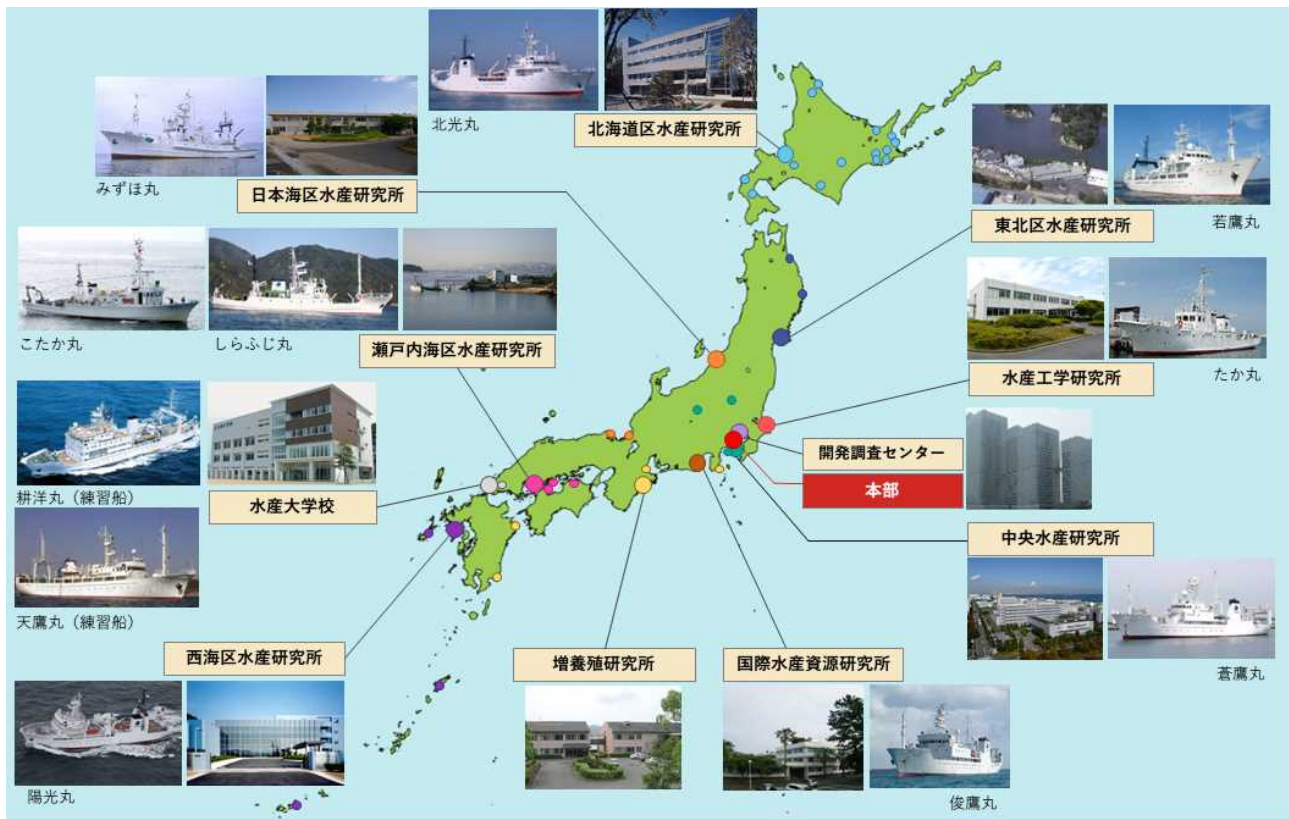 北光丸
北海道区水産研究所
みずほ丸
日本海区水産研究所
東北区水産研究所
若鷹丸
こたか丸
しらふじ丸
瀬戸内海区水産研究所
水産工学研究所
たか丸
開発調査センター
本部
耕洋丸（練習船）
水産大学校
中央水産研究所
天鷹丸（練習船）
西海区水産研究所
増養殖研究所
国際水産資源研究所
蒼鷹丸
陽光丸
俊鷹丸